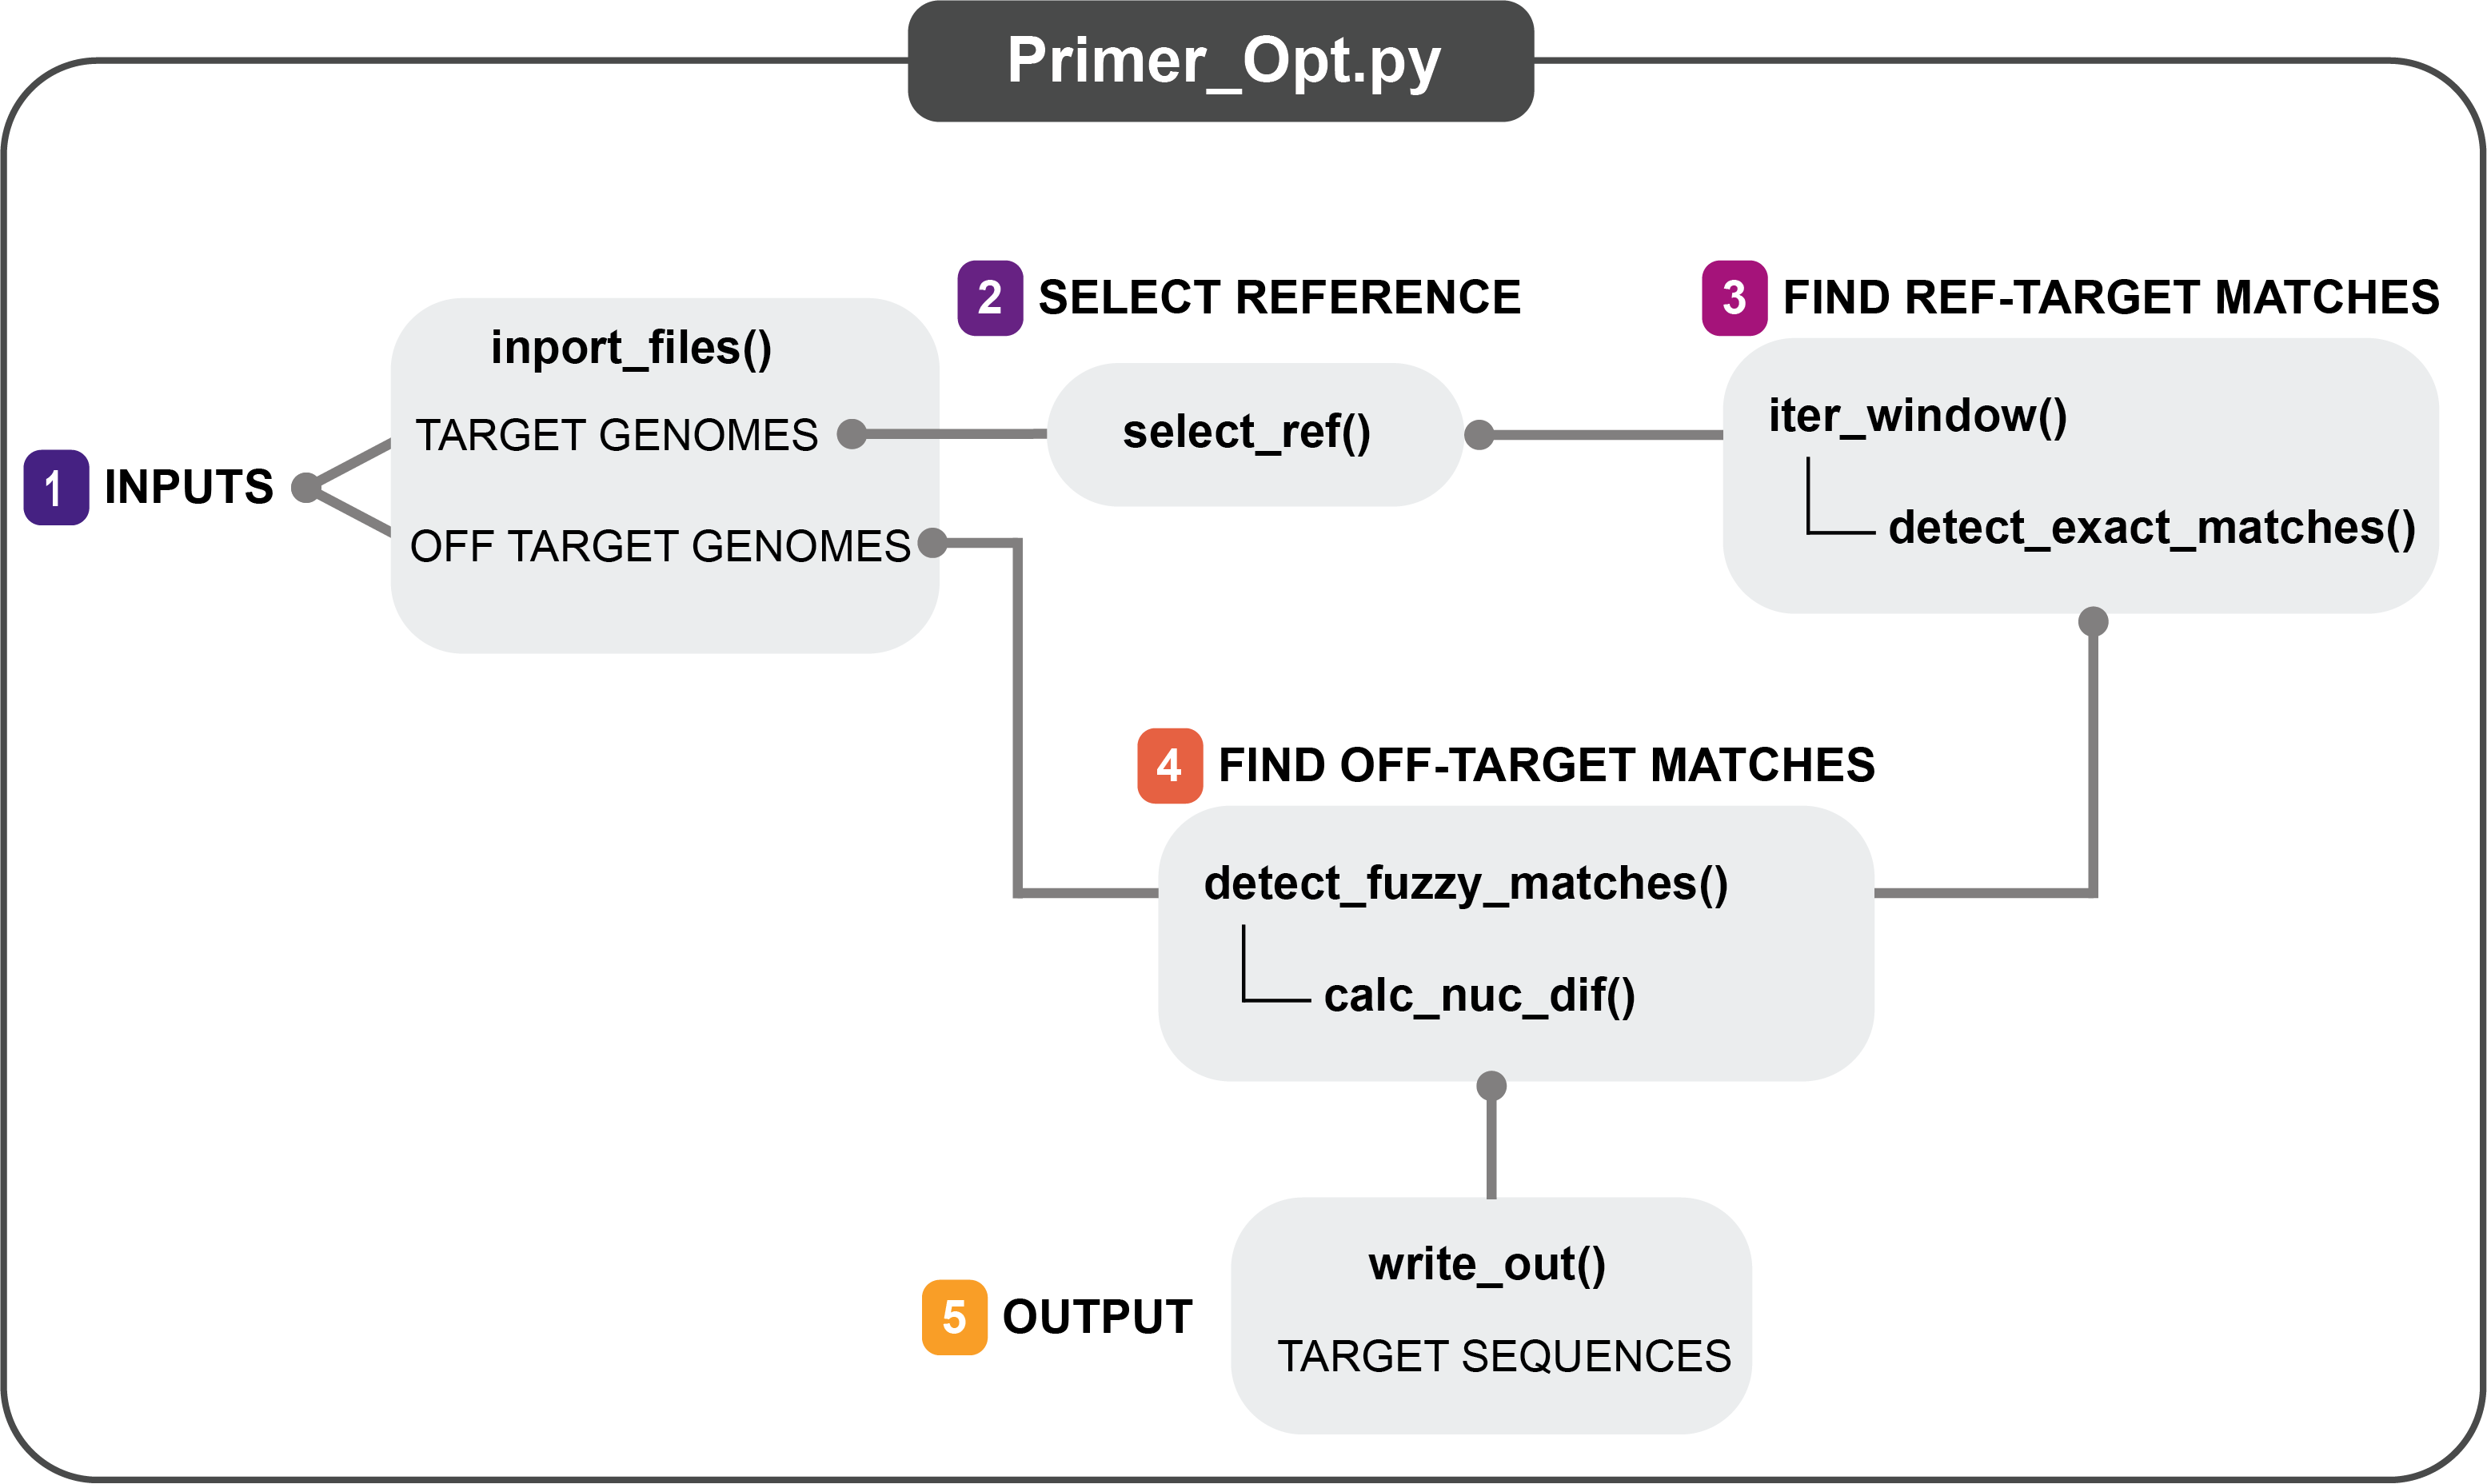 Primer_Opt.py
1 INPUTS
inport_files()
TARGET GENOMES
OFF TARGET GENOMES
2 SELECT REFERENCE
select_ref()
3 FIND REF-TARGET MATCHES
iter_window()
detect_exact_matches()
4 FIND OFF-TARGET MATCHES
detect_fuzzy_matches()
calc_nuc_dif()
5 OUTPUT
write_out()
TARGET SEQUENCES